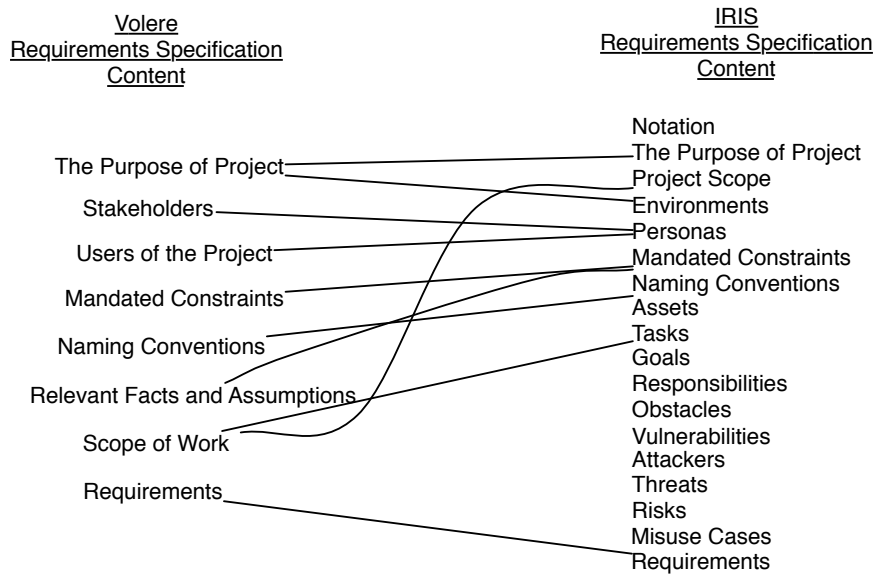 Volere
Requirements Specification
Content
The Purpose of Project
Stakeholders
Users of the Project
Mandated Constraints
Naming Conventions
Relevant Facts and Assumptions
Scope of Work
Requirements
IRIS
Requirements Specification
Content
Notation
The Purpose of Project
Project Scope
Environments
Personas
Mandated Constraints
Naming Conventions
Assets
Tasks
Goals
Responsibilities
Obstacles
Vulnerabilities
Attackers
Threats
Risks
Misuse Cases
Requirements